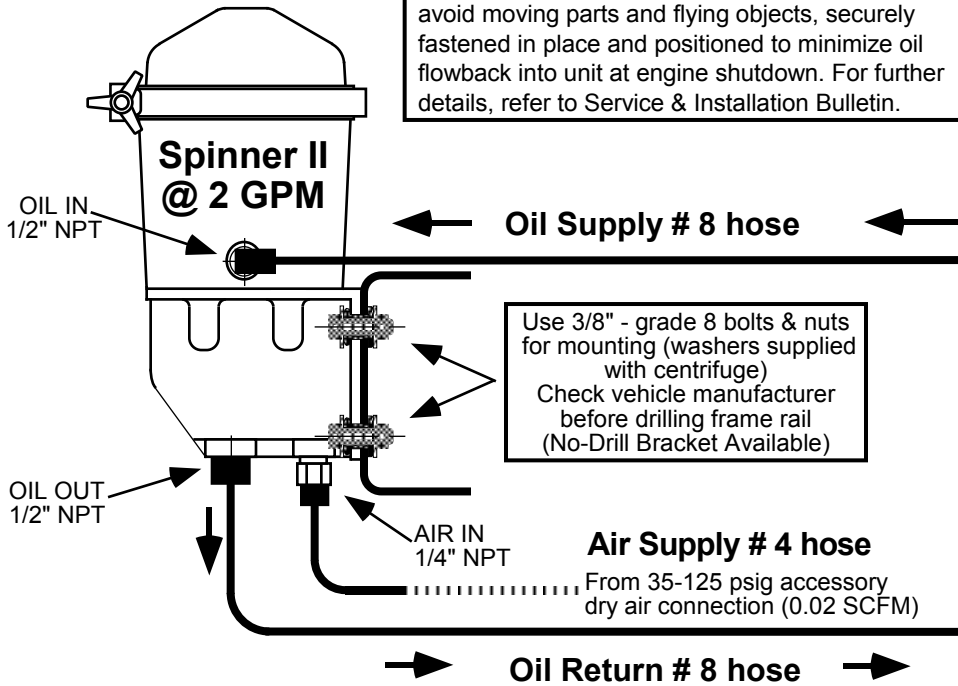 avoid moving parts and flying objects, securely
fastened in place and positioned to minimize oil
flowback into unit at engine shutdown. For further
details, refer to Service & Installation Bulletin.
Spinner II
@ 2 GPM
OIL IN
1/2" NPT
Oil Supply # 8 hose
Use 3/8" - grade 8 bolts & nuts
for mounting (washers supplied
with centrifuge)
Check vehicle manufacturer
before drilling frame rail
(No-Drill Bracket Available)
OIL OUT
1/2" NPT
AIR IN
1/4" NPT
Air Supply # 4 hose
From 35-125 psig accessory
dry air connection (0.02 SCFM)
Oil Return # 8 hose